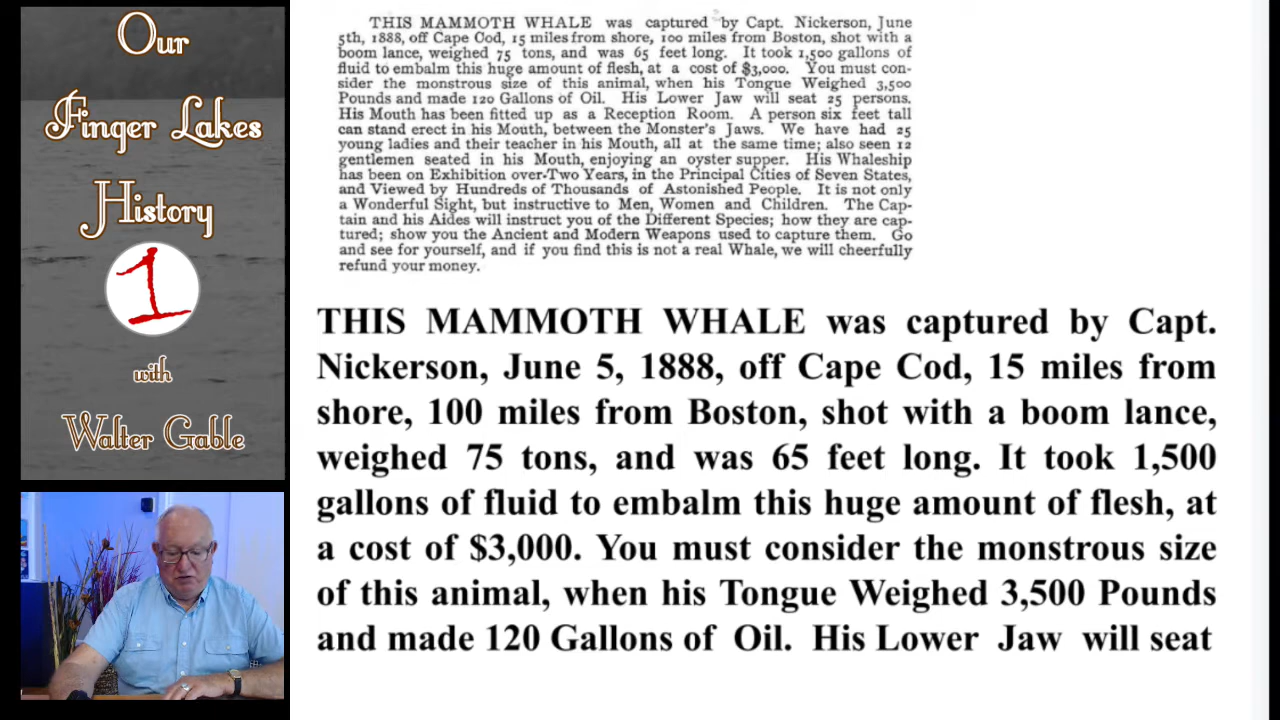 Our
Finger Lakes
History
1
with
Walter Gable
THIS MAMMOTH WHALE was captured by Capt. Nickerson, June
5th, 1888, off Cape Cod, 15 miles from shore, 100 miles from Boston, shot with a
boom lance, weighed 75 tons, and was 65 feet long. It took 1,500 gallons of
fluid to embalm this huge amount of flesh, at a cost of $3,000. You must con-
sider the monstrous size of this animal, when his Tongue Weighed 3,500
Pounds and made 120 Gallons of Oil. His Lower Jaw will seat 25 persons.
His Mouth has been fitted up as a Reception Room. A person six feet tall
can stand erect in his Mouth, between the Monster's Jaws. We have had 25
young ladies and their teacher in his Mouth, all at the same time; also seen 12
gentlemen seated in his Mouth, enjoying an oyster supper. His Whaleship
has been on Exhibition over Two Years, in the Principal Cities of Seven States,
and Viewed by Hundreds of Thousands of Astonished People. It is not only
a Wonderful Sight, but instructive to Men, Women and Children. The Cap-
tain and his Aides will instruct you of the Different Species; how they are cap-
tured; show you the Ancient and Modern Weapons used to capture them. Go
and see for yourself, and if you find this is not a real Whale, we will cheerfully
refund your money.
THIS MAMMOTH WHALE was captured by Capt.
Nickerson, June 5, 1888, off Cape Cod, 15 miles from
shore, 100 miles from Boston, shot with a boom lance,
weighed 75 tons, and was 65 feet long. It took 1,500
gallons of fluid to embalm this huge amount of flesh, at
a cost of $3,000. You must consider the monstrous size
of this animal, when his Tongue Weighed 3,500 Pounds
and made 120 Gallons of Oil. His Lower Jaw will seat